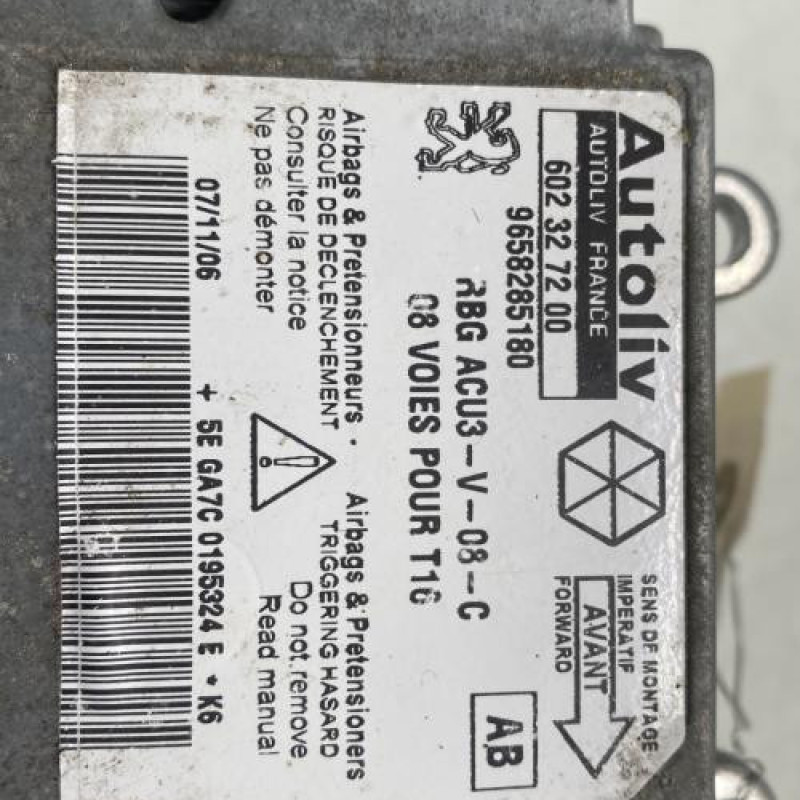 Autoliv
AUTOLIV FRANCE
602 32 72 00
9658285180
SENS DE MONTAGE
IMPERATIF
AVANT
FORWARD
RBG ACU3-V-08-C
08 VOIES POUR T16
AB
Airbags & Pretensionneurs .
RISQUE DE DECLENCHEMENT
Consulter la notice
Ne pas démonter
Airbags & Pretensioners
TRIGGERING HASARD
Do not remove
Read manual
07/11/06
+ 5E GA7C 0195324 E * K6